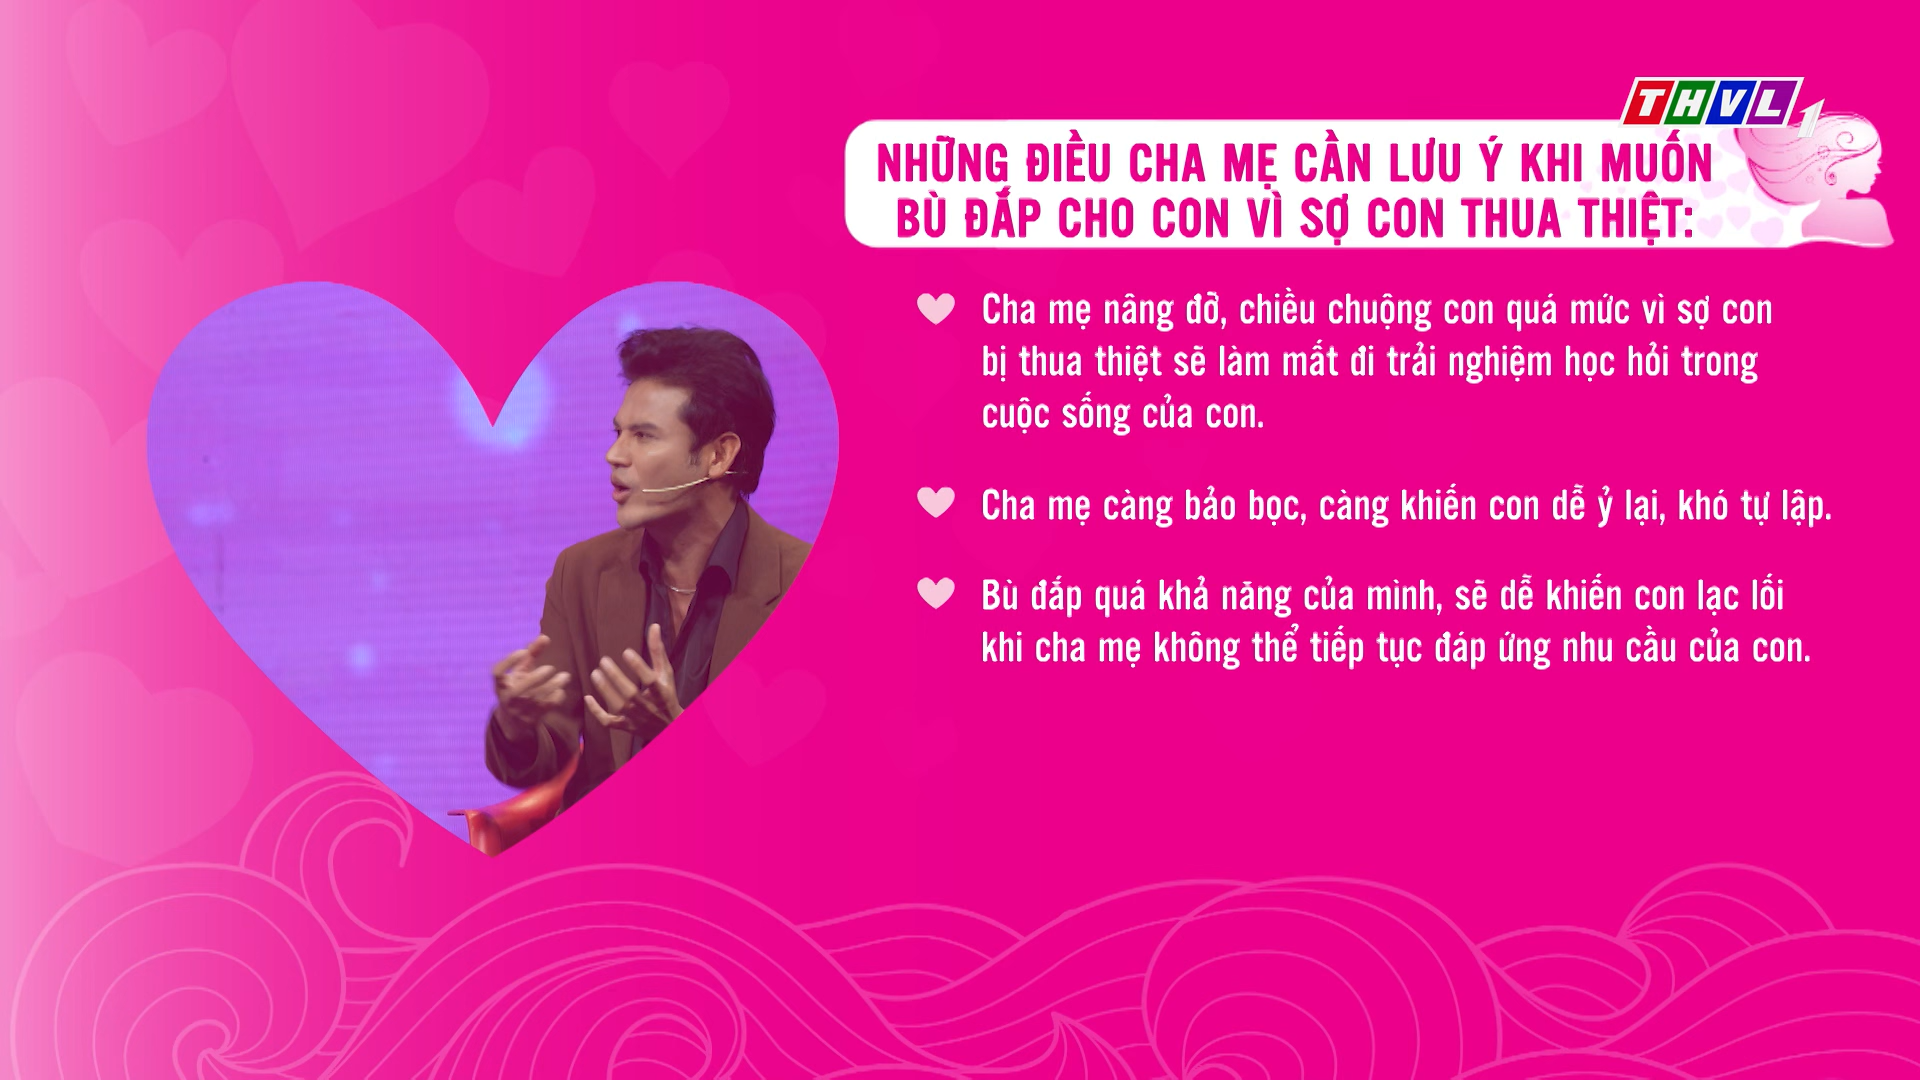 THVL1
NHỮNG ĐIỀU CHA MẸ CẦN LƯU Ý KHI MUỐN
BÙ ĐẮP CHO CON VÌ SỢ CON THUA THIỆT:
Cha mẹ nâng đỡ, chiều chuộng con quá mức vì sợ con
bị thua thiệt sẽ làm mất đi trải nghiệm học hỏi trong
cuộc sống của con.
Cha mẹ càng bảo bọc, càng khiến con dễ ỷ lại, khó tự lập.
Bù đắp quá khả năng của mình, sẽ dễ khiến con lạc lối
khi cha mẹ không thể tiếp tục đáp ứng nhu cầu của con.